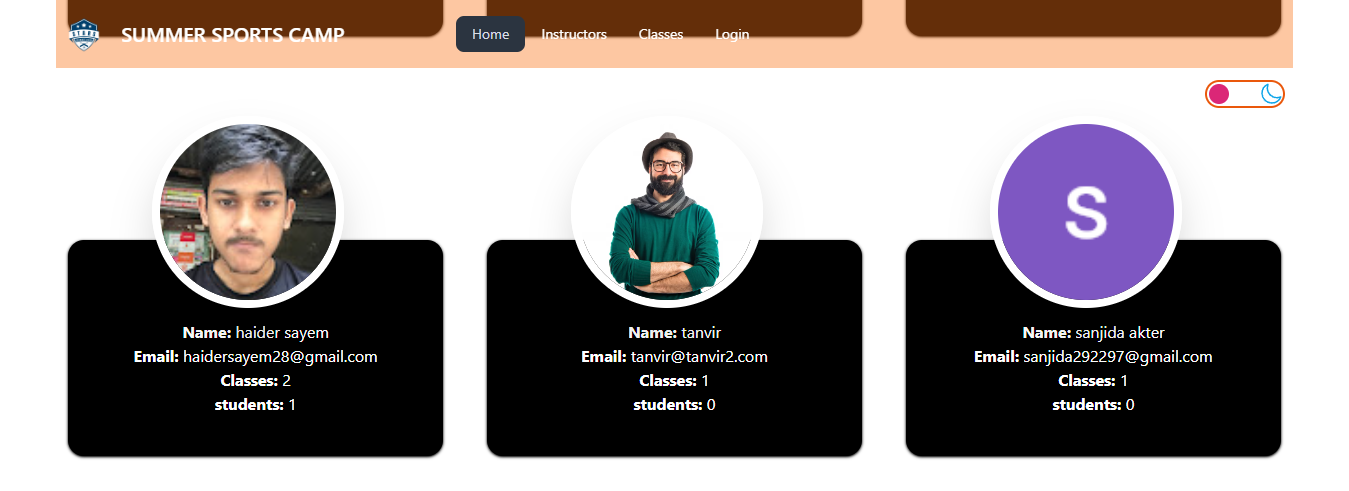 STARS
SUMMER SPORTS CAMP
Home
Instructors
Classes
Login
S
Name: haider sayem
Email: haidersayem28@gmail.com
Classes: 2
students: 1
Name: tanvir
Email: tanvir@tanvir2.com
Classes: 1
students: 0
Name: sanjida akter
Email: sanjida292297@gmail.com
Classes: 1
students: 0